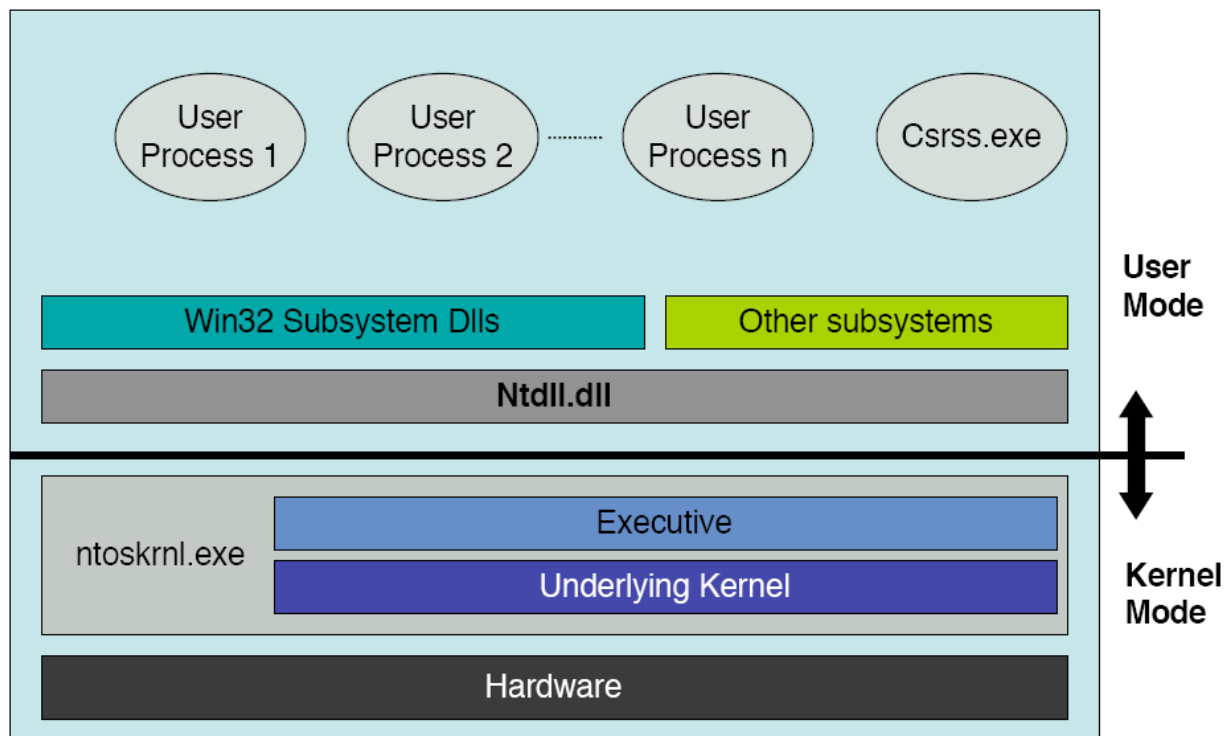 User
Process 1
User
Process 2
User
Process n
Csrss.exe
Win32 Subsystem Dlls
Other subsystems
User
Mode
Ntdll.dll
ntoskrnl.exe
Executive
Underlying Kernel
Kernel
Mode
Hardware